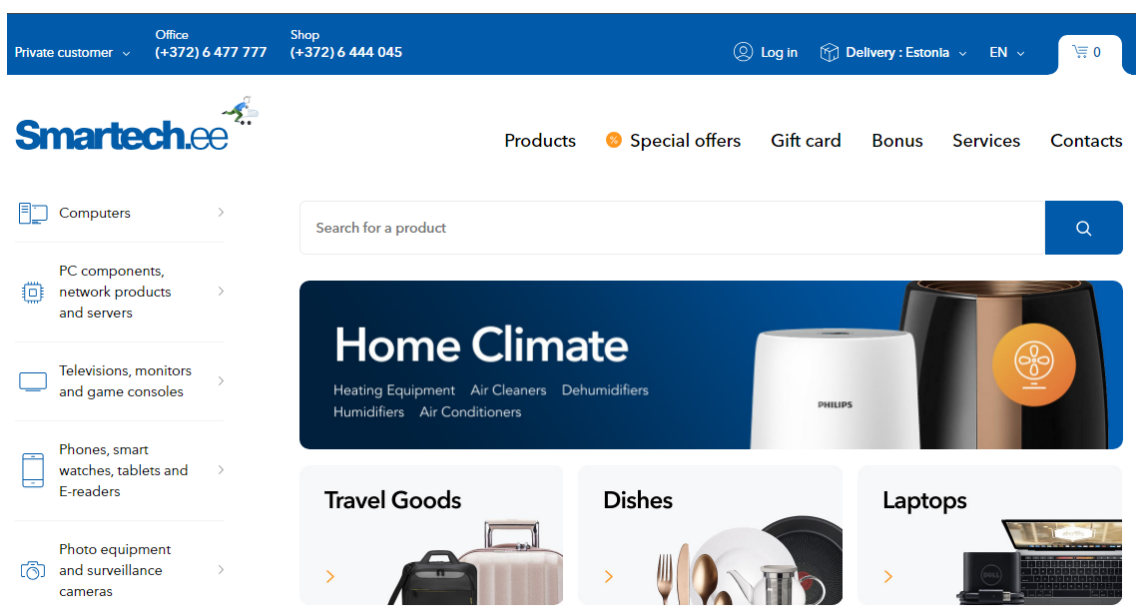 Private customer
Office
(+372) 6 477 777
Shop
(+372) 6 444 045
Log in
Delivery : Estonia
EN
0
Smartech.ee
Products
% Special offers
Gift card
Bonus
Services
Contacts
Computers
PC components,
network products
and servers
Televisions, monitors
and game consoles
Phones, smart
watches, tablets and
E-readers
Photo equipment
and surveillance
cameras
Search for a product
Home Climate
Heating Equipment Air Cleaners Dehumidifiers
Humidifiers Air Conditioners
PHILIPS
Travel Goods
Dishes
Laptops
DELL